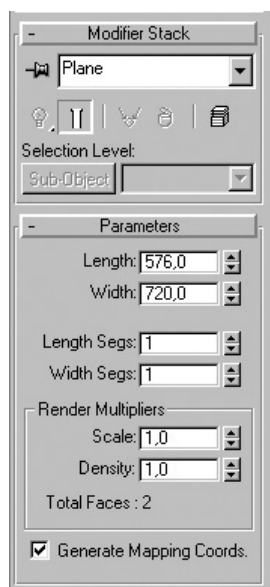 - Modifier Stack
Plane
Selection Level:
Sub-Object
- Parameters
Length: 576,0
Width: 720,0
Length Segs: 1
Width Segs: 1
Render Multipliers
Scale: 1,0
Density: 1,0
Total Faces : 2
Generate Mapping Coords.